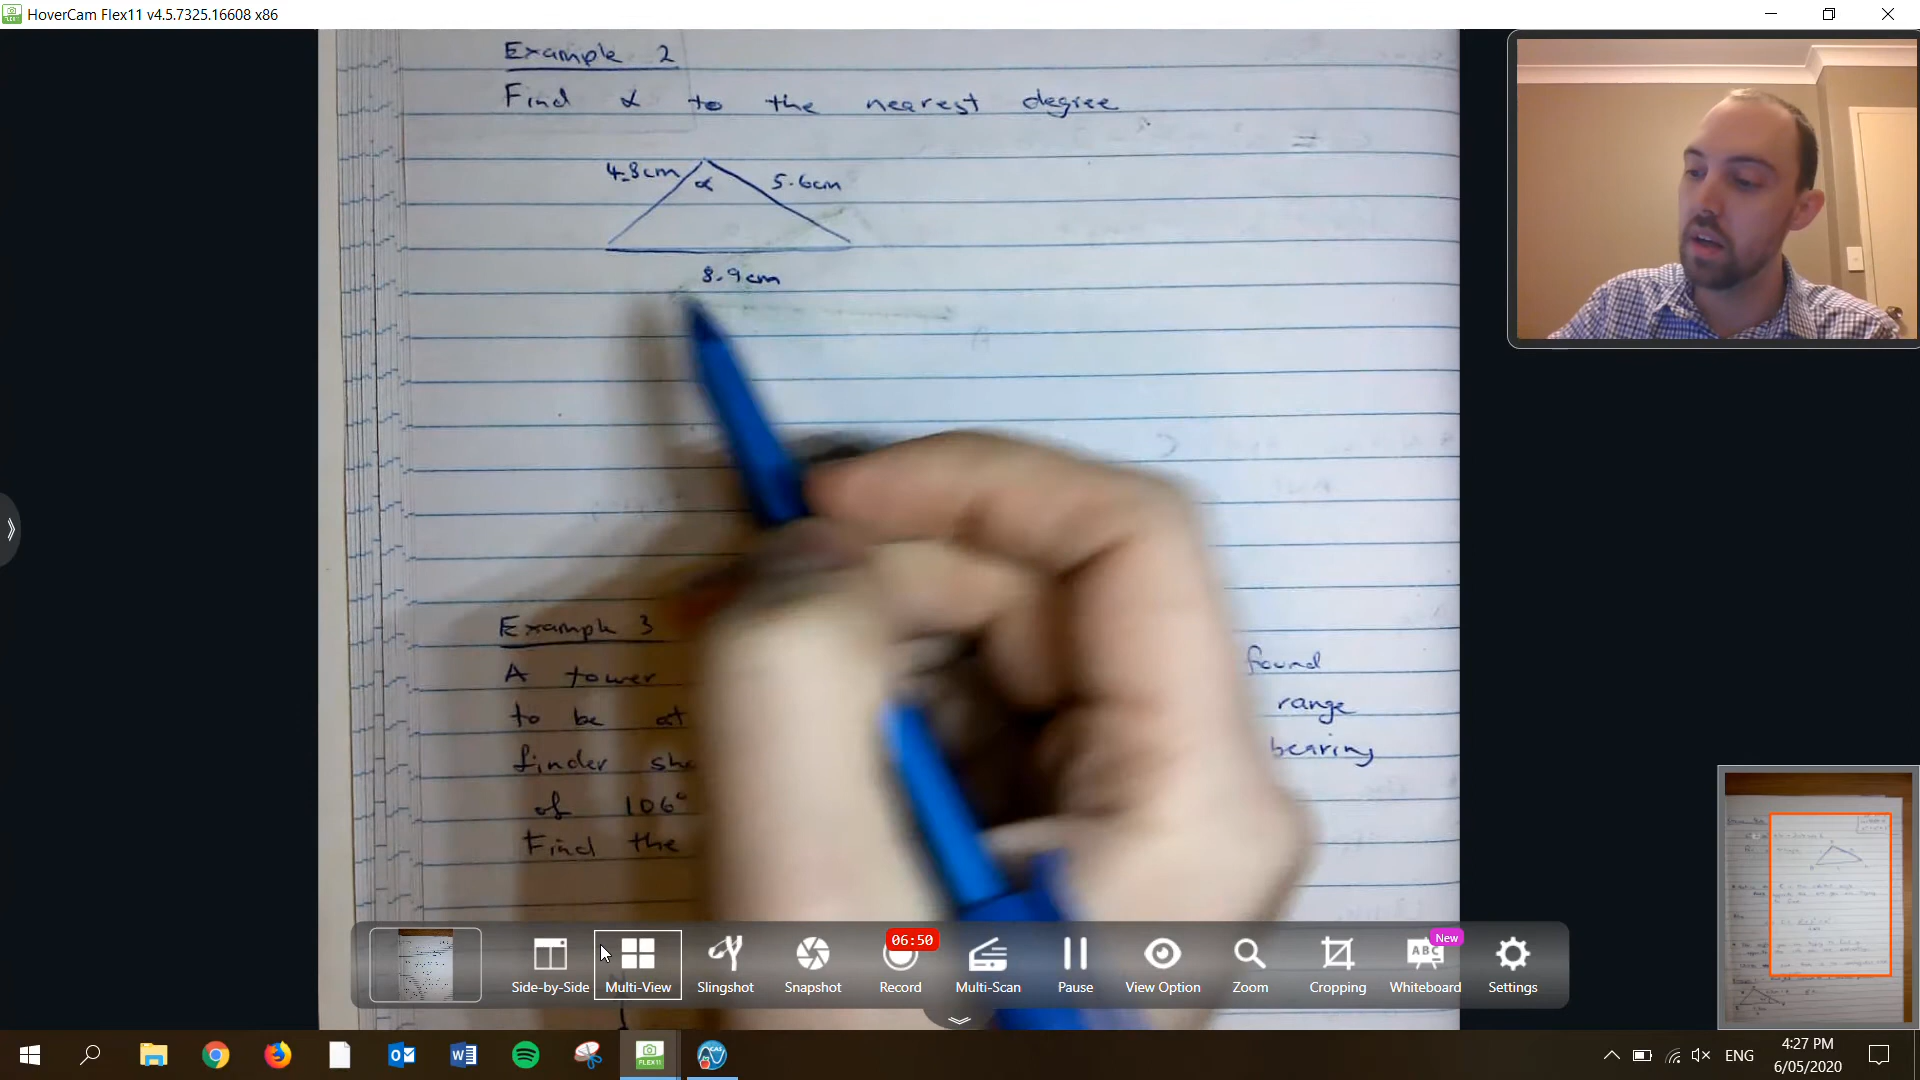 HoverCam Flex11 v4.5.7325.16608 x86
Example 2
Find α to the nearest degree
4.8cm
α
5.6cm
8.9cm
Example 3
A tower found
to be at range
finder bearing
of 106°
Find the
06:50
New
Side-by-Side
Multi-View
Slingshot
Snapshot
Record
Multi-Scan
Pause
View Option
Zoom
Cropping
ABC
Whiteboard
Settings
FLEX11
ENG
4:27 PM
6/05/2020